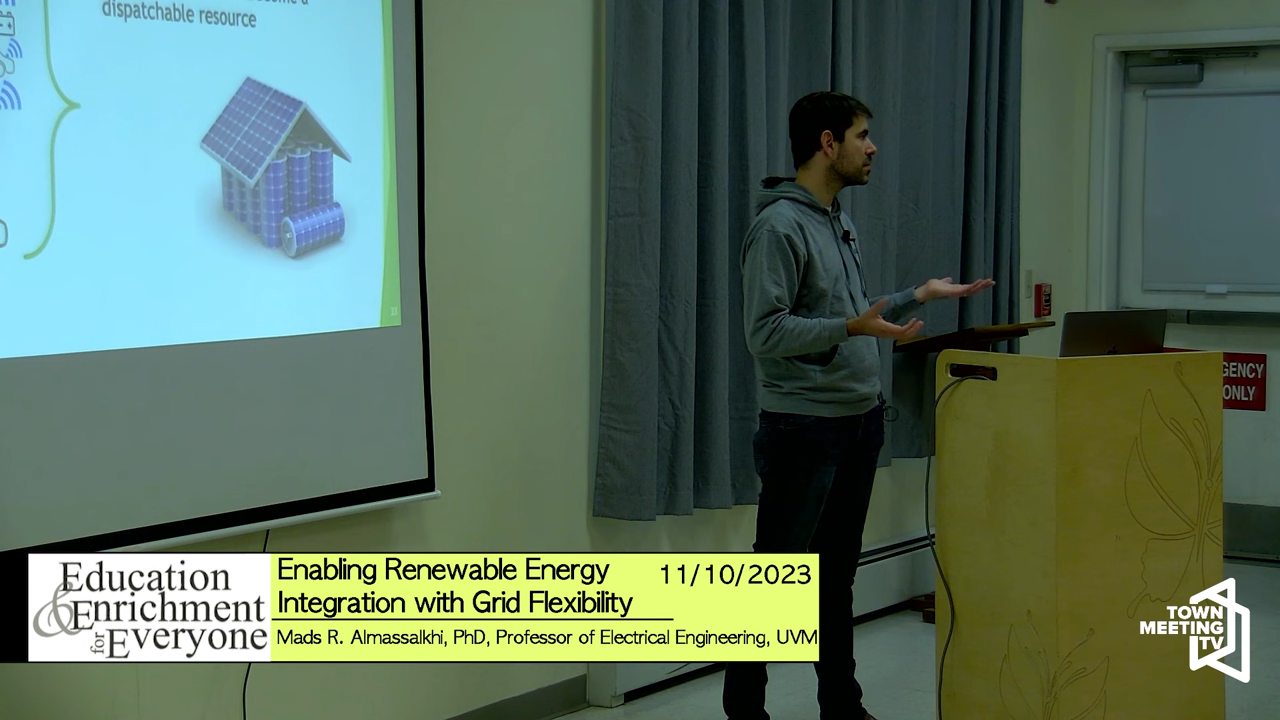 dispatchable resource
GENCY
ONLY
Education
& Enrichment
for Everyone
Enabling Renewable Energy
Integration with Grid Flexibility
11/10/2023
Mads R. Almassalkhi, PhD, Professor of Electrical Engineering, UVM
TOWN
MEETING
TV